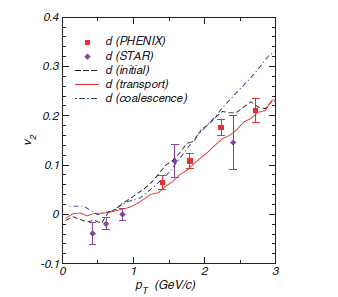 0.4
0.3
0.2
0.1
0
-0.1
v2
d (PHENIX)
d (STAR)
d (initial)
d (transport)
d (coalescence)
0 1 2 3
pT (GeV/c)